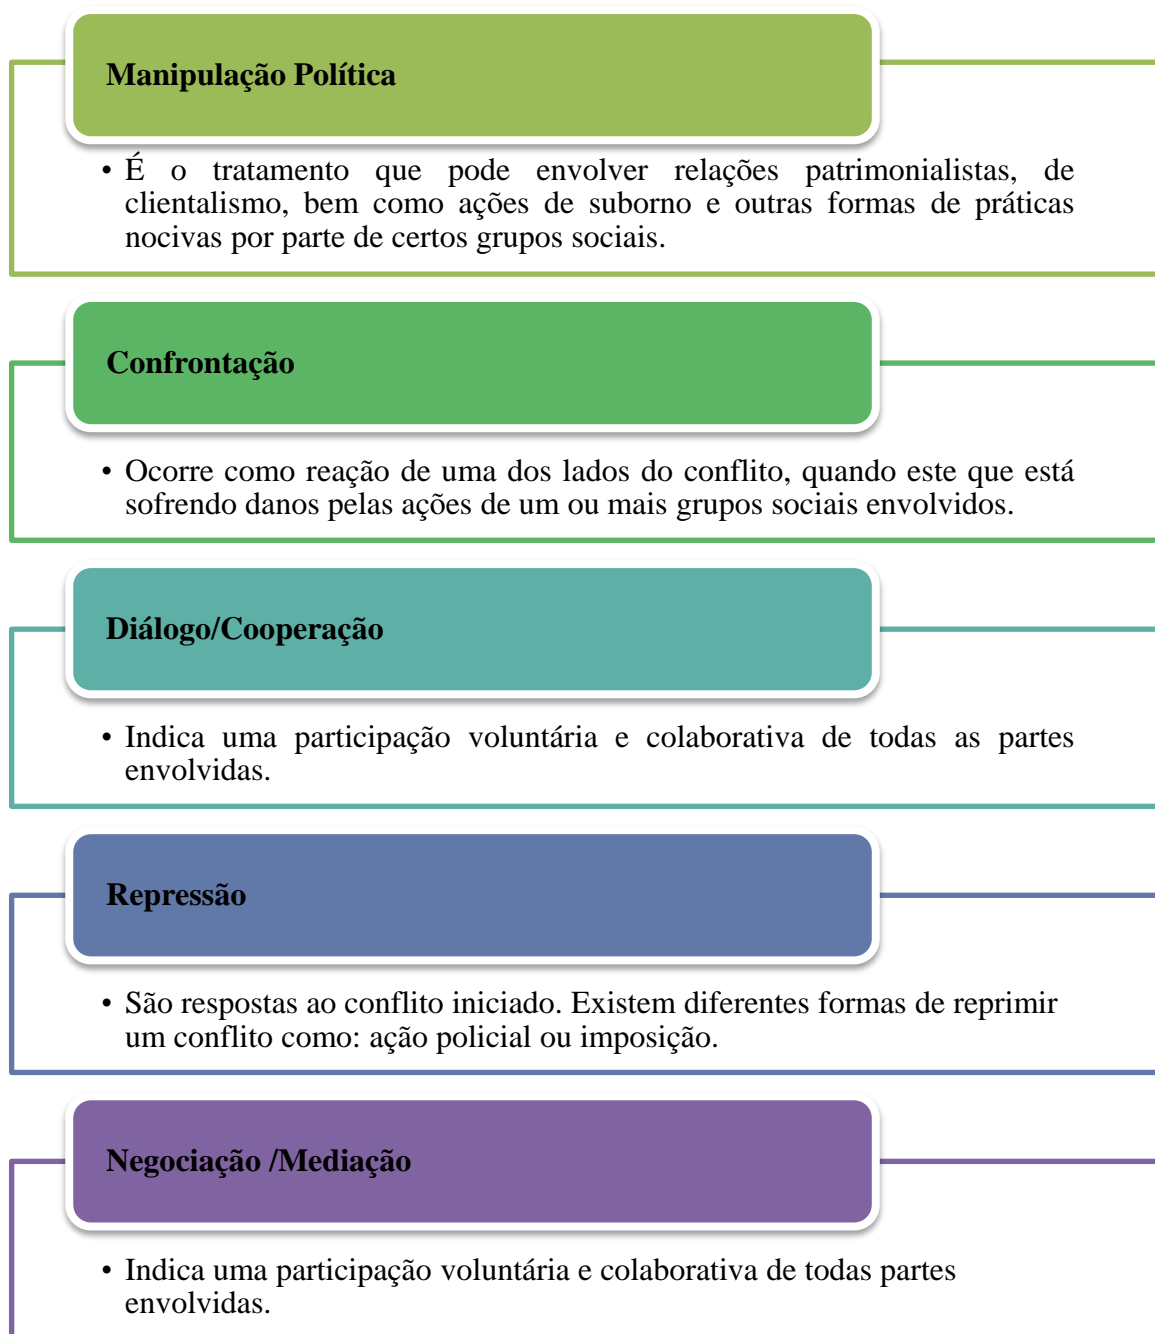 Manipulação Política
• É o tratamento que pode envolver relações patrimonialistas, de
clientalismo, bem como ações de suborno e outras formas de práticas
nocivas por parte de certos grupos sociais.
Confrontação
• Ocorre como reação de uma dos lados do conflito, quando este que está
sofrendo danos pelas ações de um ou mais grupos sociais envolvidos.
Diálogo/Cooperação
• Indica uma participação voluntária e colaborativa de todas as partes
envolvidas.
Repressão
• São respostas ao conflito iniciado. Existem diferentes formas de reprimir
um conflito como: ação policial ou imposição.
Negociação /Mediação
• Indica uma participação voluntária e colaborativa de todas partes
envolvidas.